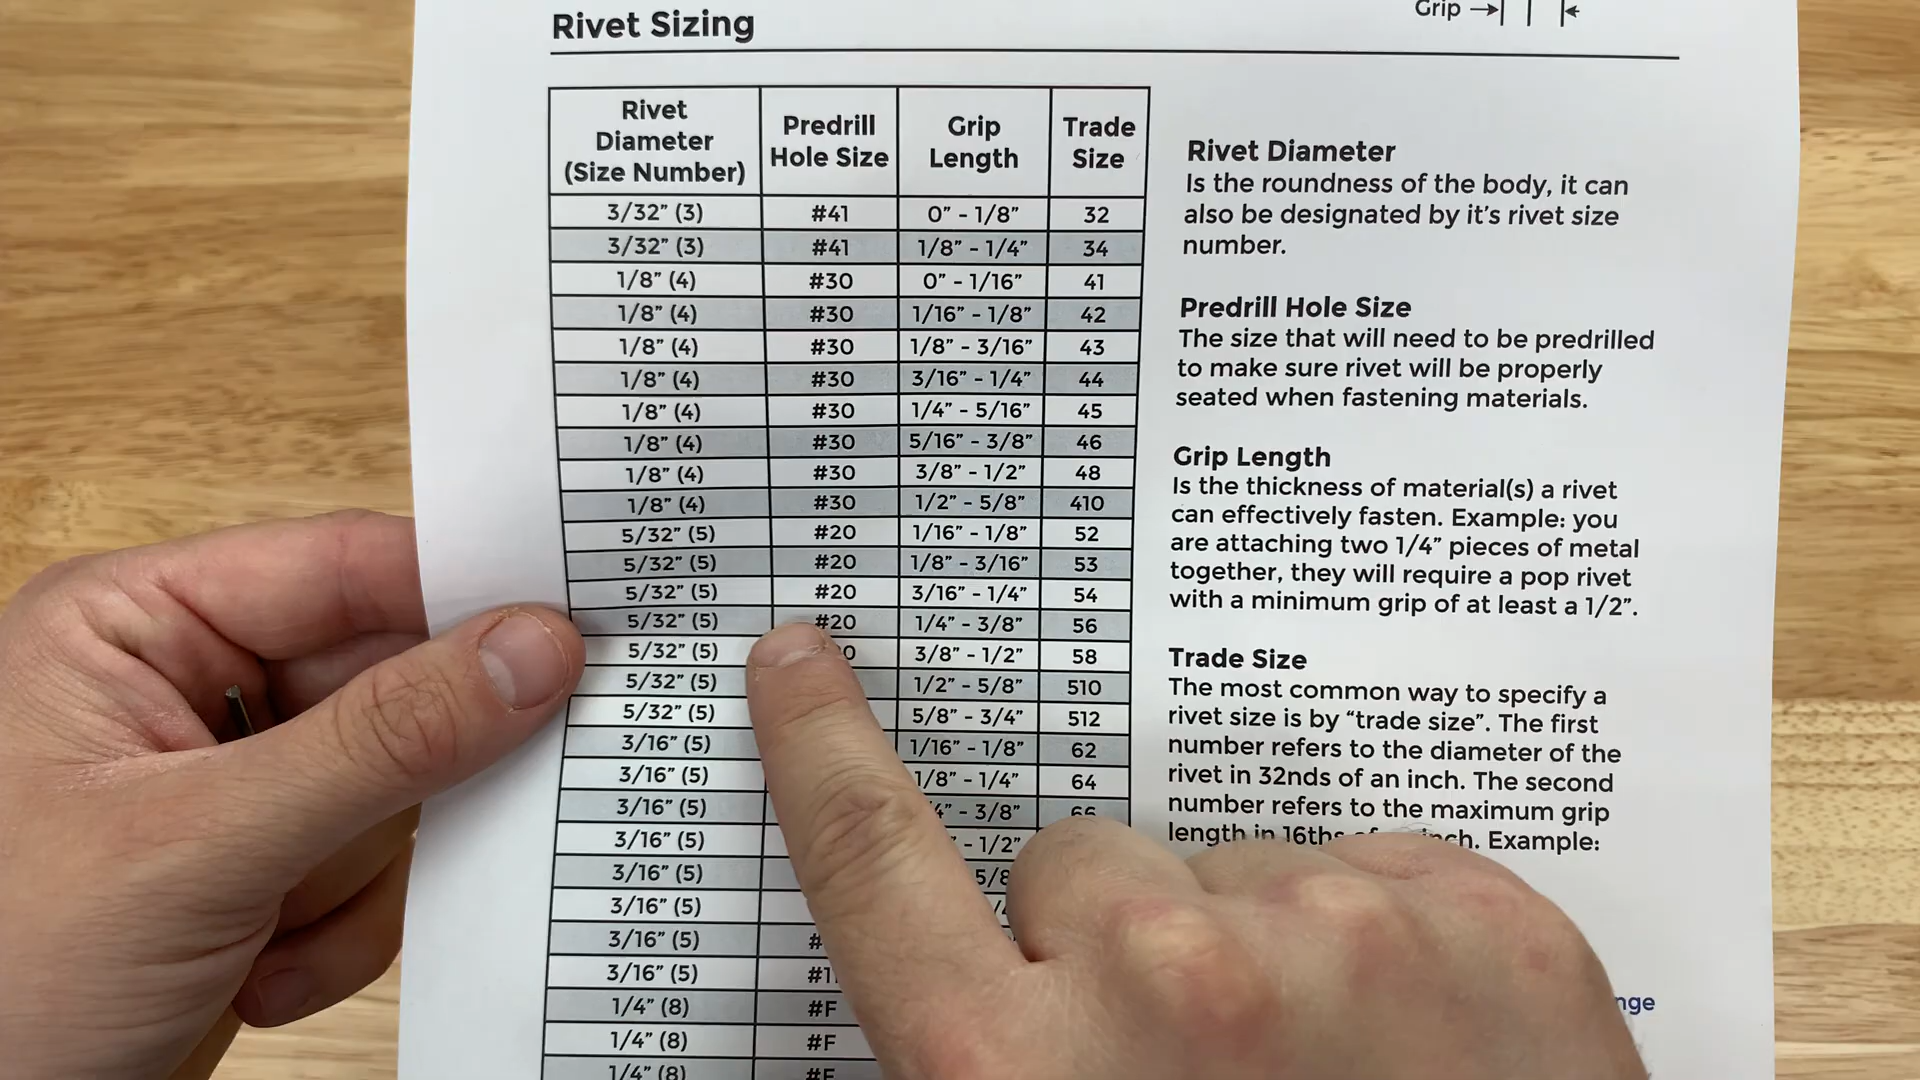 Rivet Sizing
Grip
Rivet Diameter (Size Number) Predrill Hole Size Grip Length Trade Size
3/32” (3) #41 0” - 1/8” 32
3/32” (3) #41 1/8” - 1/4” 34
1/8” (4) #30 0” - 1/16” 41
1/8” (4) #30 1/16” - 1/8” 42
1/8” (4) #30 1/8” - 3/16” 43
1/8” (4) #30 3/16” - 1/4” 44
1/8” (4) #30 1/4” - 5/16” 45
1/8” (4) #30 5/16” - 3/8” 46
1/8” (4) #30 3/8” - 1/2” 48
1/8” (4) #30 1/2” - 5/8” 410
5/32” (5) #20 1/16” - 1/8” 52
5/32” (5) #20 1/8” - 3/16” 53
5/32” (5) #20 3/16” - 1/4” 54
5/32” (5) #20 1/4” - 3/8” 56
5/32” (5) 3/8” - 1/2” 58
5/32” (5) 1/2” - 5/8” 510
5/32” (5) 5/8” - 3/4” 512
3/16” (5) 1/16” - 1/8” 62
3/16” (5) 1/8” - 1/4” 64
3/16” (5) - 3/8” 66
3/16” (5) - 1/2”
3/16” (5)
3/16” (5)
3/16” (5)
3/16” (5)
1/4” (8) #F
1/4” (8) #F
1/4” (8) #F
Rivet Diameter
Is the roundness of the body, it can
also be designated by it’s rivet size
number.
Predrill Hole Size
The size that will need to be predrilled
to make sure rivet will be properly
seated when fastening materials.
Grip Length
Is the thickness of material(s) a rivet
can effectively fasten. Example: you
are attaching two 1/4” pieces of metal
together, they will require a pop rivet
with a minimum grip of at least a 1/2”.
Trade Size
The most common way to specify a
rivet size is by “trade size”. The first
number refers to the diameter of the
rivet in 32nds of an inch. The second
number refers to the maximum grip
length in 16ths Example: